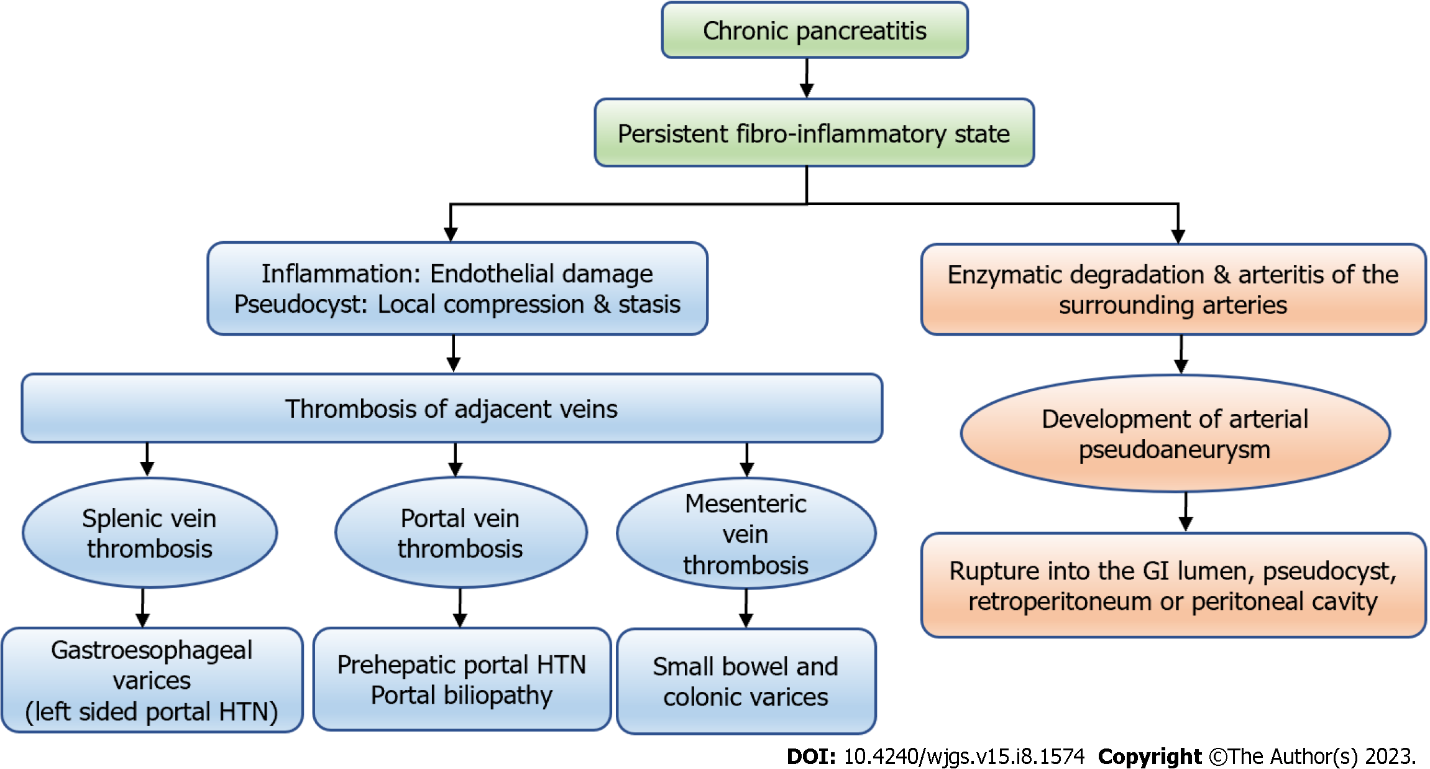 Chronic pancreatitis
Persistent fibro-inflammatory state
Inflammation: Endothelial damage
Pseudocyst: Local compression & stasis
Enzymatic degradation & arteritis of the
surrounding arteries
Thrombosis of adjacent veins
Development of arterial
pseudoaneurysm
Splenic vein
thrombosis
Portal vein
thrombosis
Mesenteric
vein
thrombosis
Rupture into the GI lumen, pseudocyst,
retroperitoneum or peritoneal cavity
Gastroesophageal
varices
(left sided portal HTN)
Prehepatic portal HTN
Portal biliopathy
Small bowel and
colonic varices
DOI: 10.4240/wjgs.v15.i8.1574 Copyright ©The Author(s) 2023.